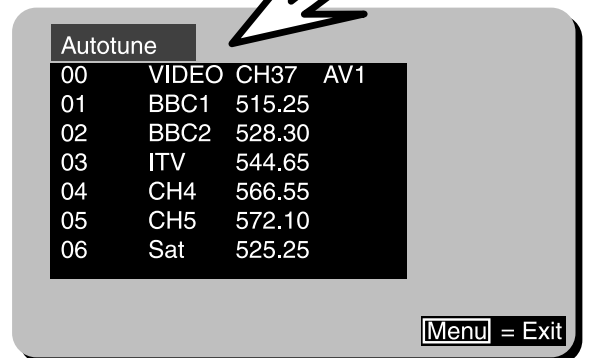 Autotune
00 VIDEO CH37 AV1
01 BBC1 515.25
02 BBC2 528.30
03 ITV 544.65
04 CH4 566.55
05 CH5 572.10
06 Sat 525.25
Menu = Exit